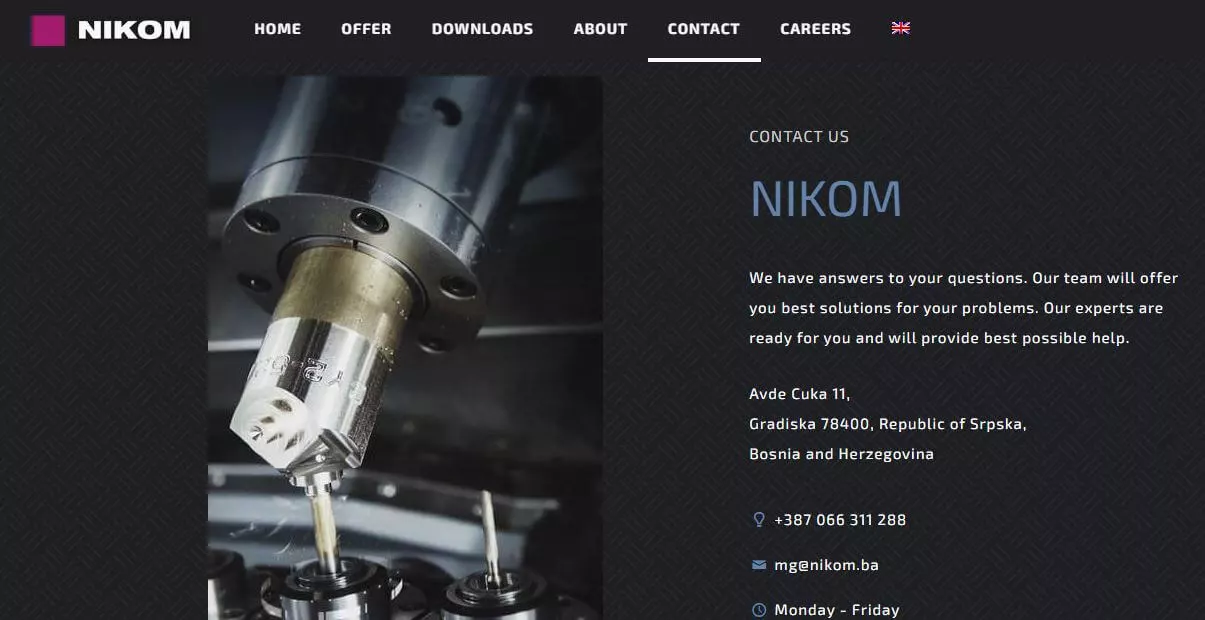 NIKOM
HOME OFFER DOWNLOADS ABOUT CONTACT CAREERS
CONTACT US
NIKOM
We have answers to your questions. Our team will offer
you best solutions for your problems. Our experts are
ready for you and will provide best possible help.
Avde Cuka 11,
Gradiska 78400, Republic of Srpska,
Bosnia and Herzegovina
+387 066 311 288
mg@nikom.ba
Monday - Friday